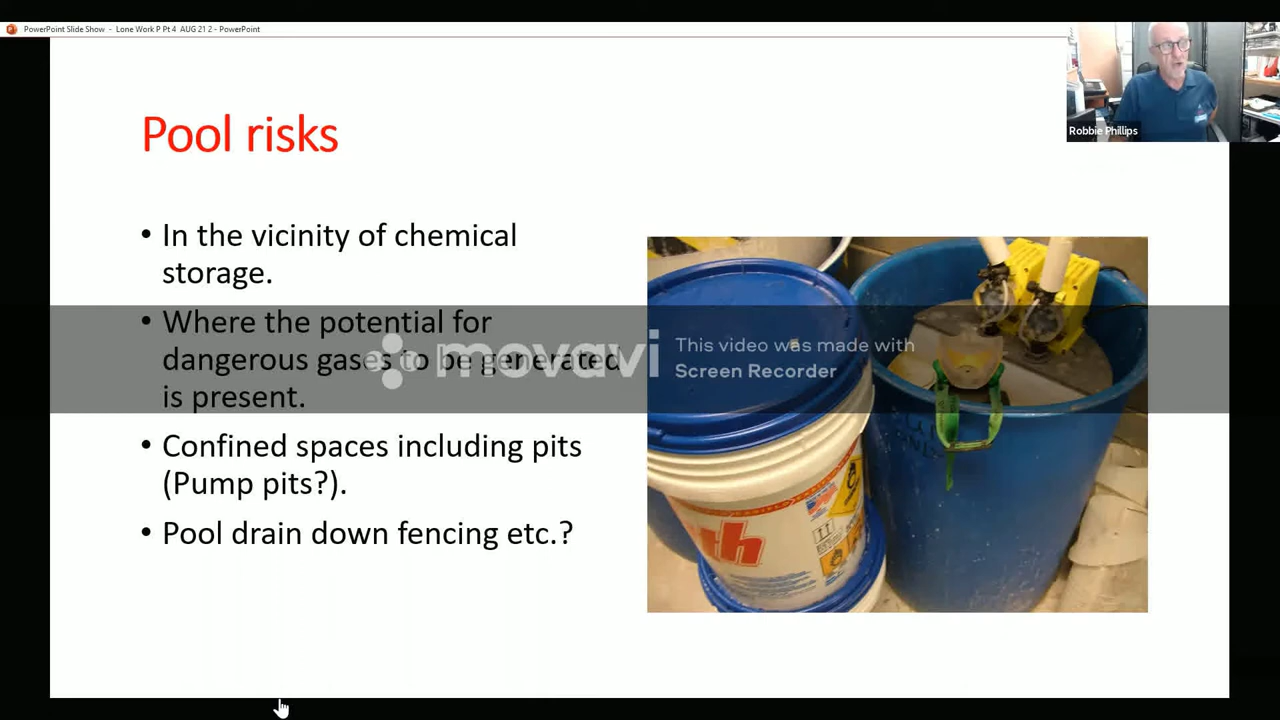 PowerPoint Slide Show - Lone Work P Pt 4 AUG 21 2 - PowerPoint
Robbie Phillips
Pool risks
• In the vicinity of chemical
storage.
• Where the potential for
dangerous gases to be generated
is present.
• Confined spaces including pits
(Pump pits?).
• Pool drain down fencing etc.?
movavi
This video was made with
Screen Recorder
th